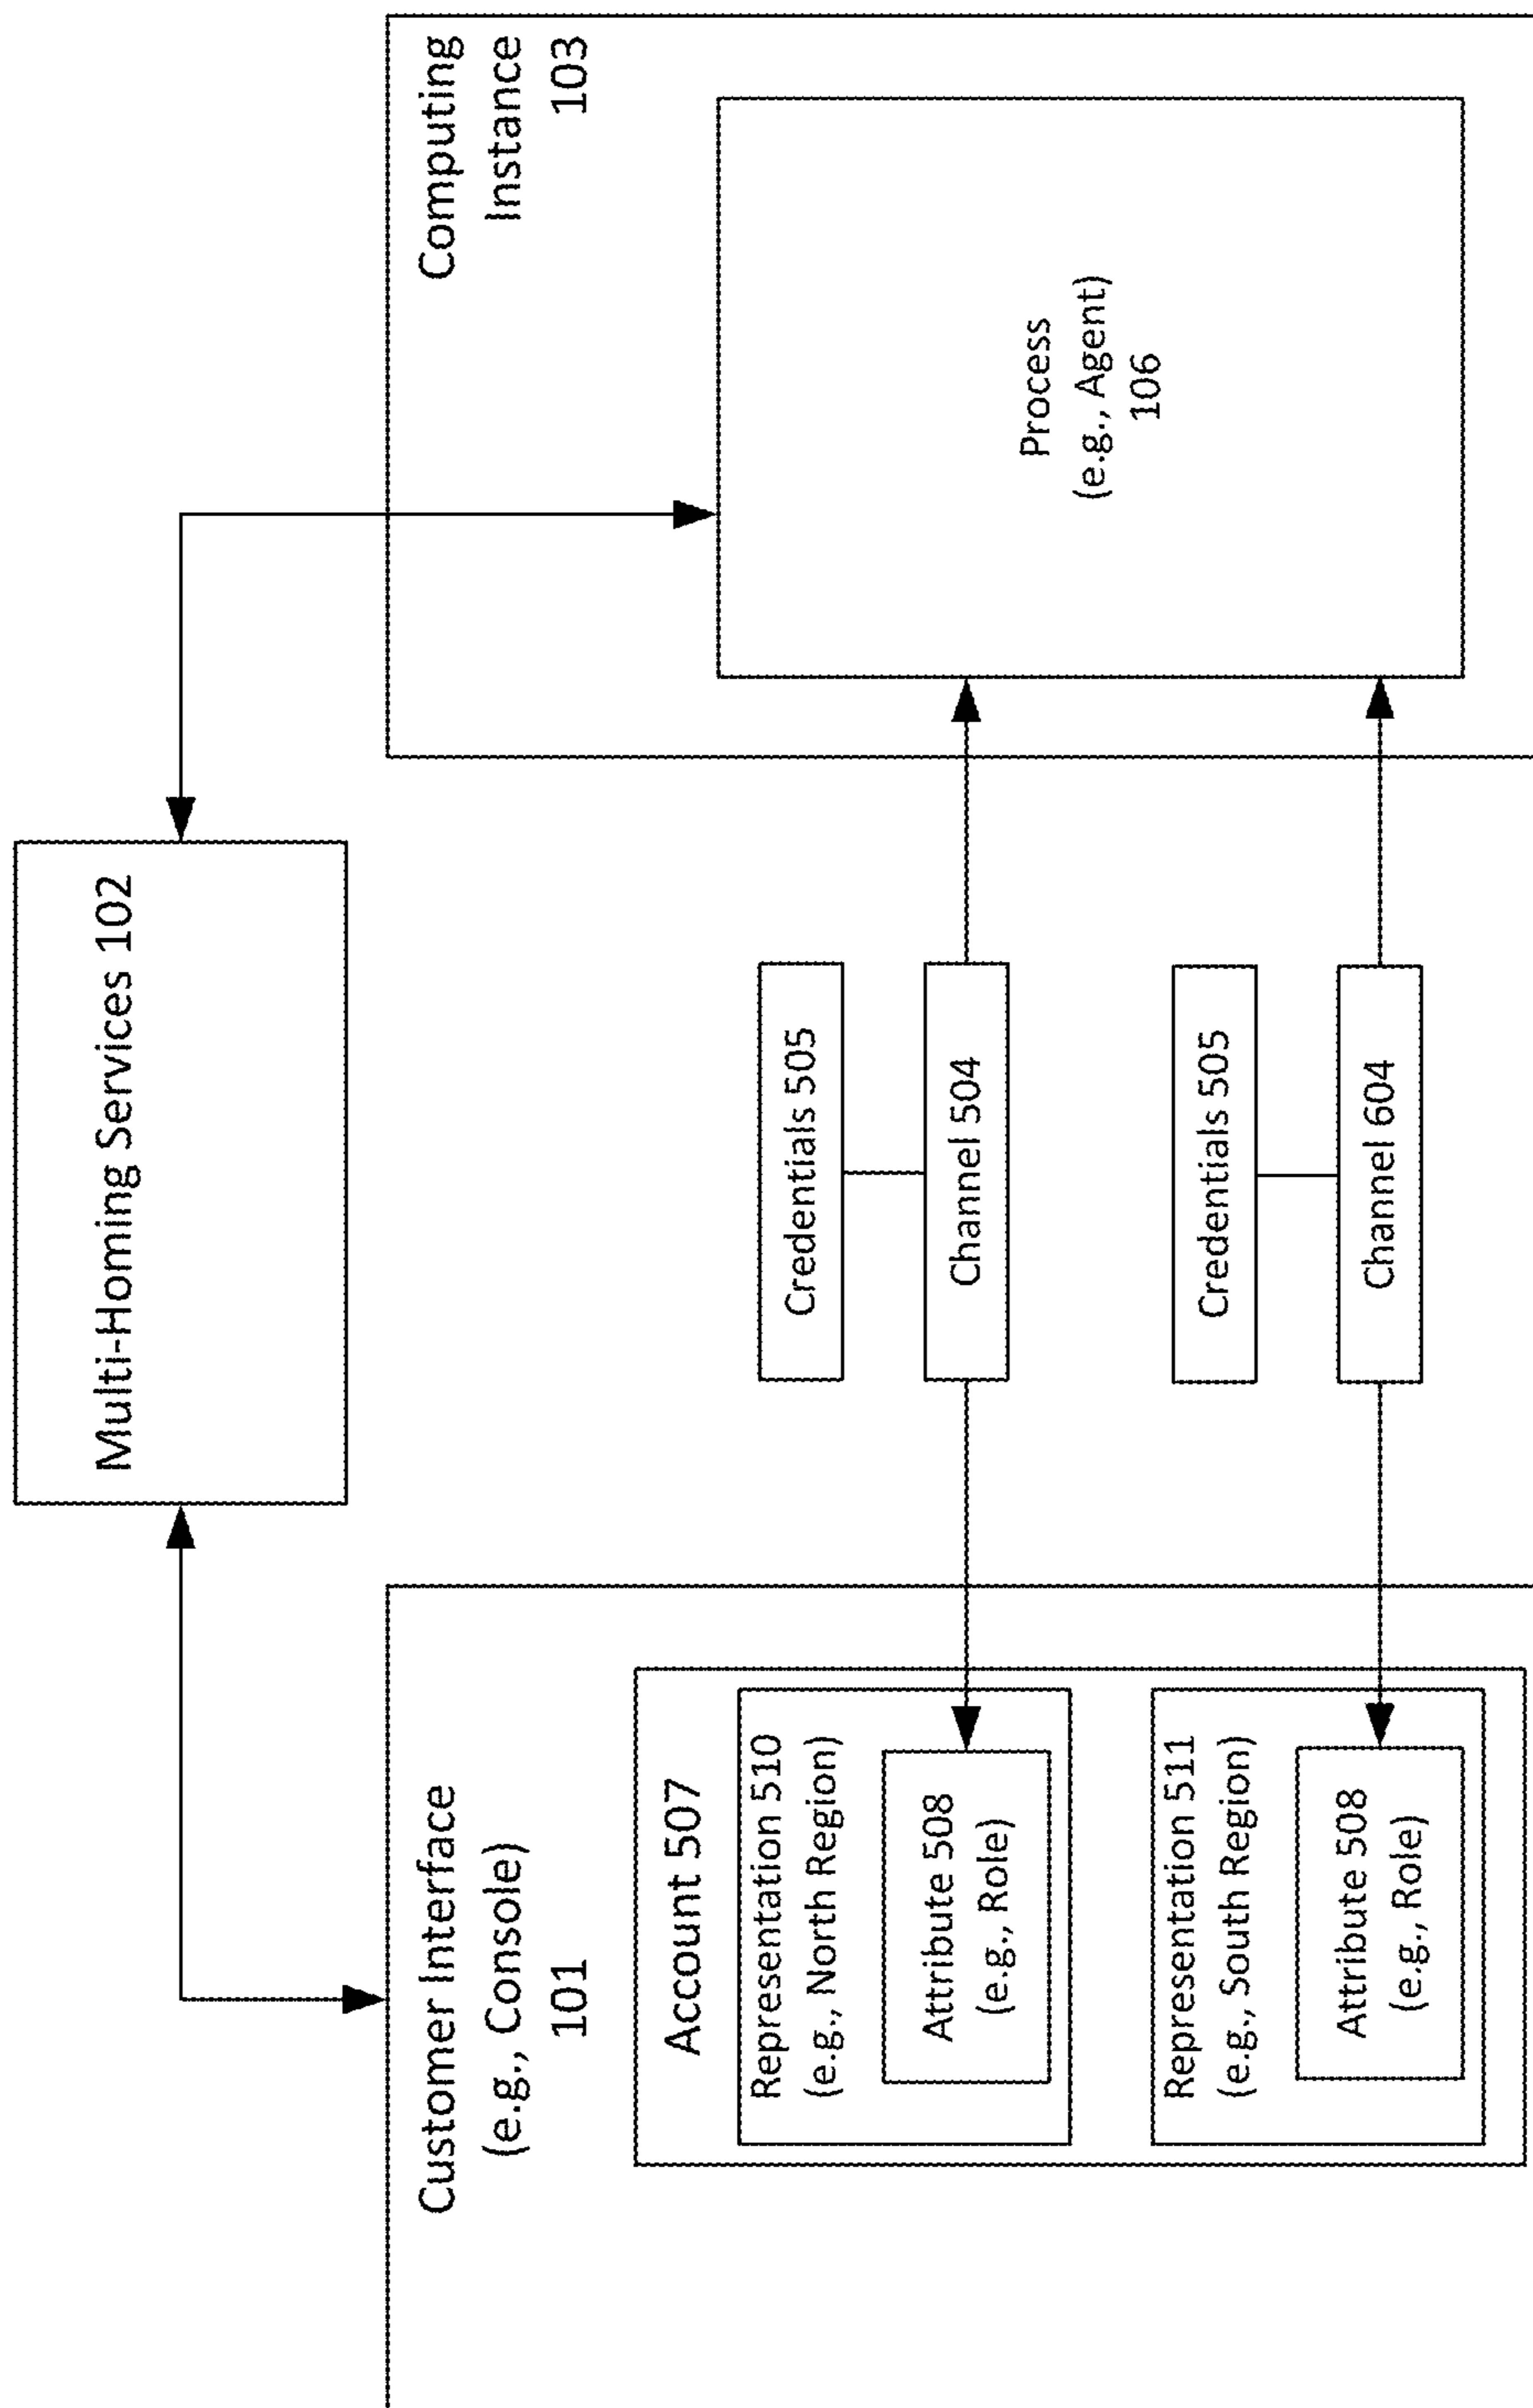 Multi-Homing Services 102
Customer Interface
(e.g., Console)
101
Account 507
Representation 510
(e.g., North Region)
Attribute 508
(e.g., Role)
Representation 511
(e.g., South Region)
Attribute 508
(e.g., Role)
Credentials 505
Channel 504
Credentials 505
Channel 604
Computing
Instance
103
Process
(e.g., Agent)
106